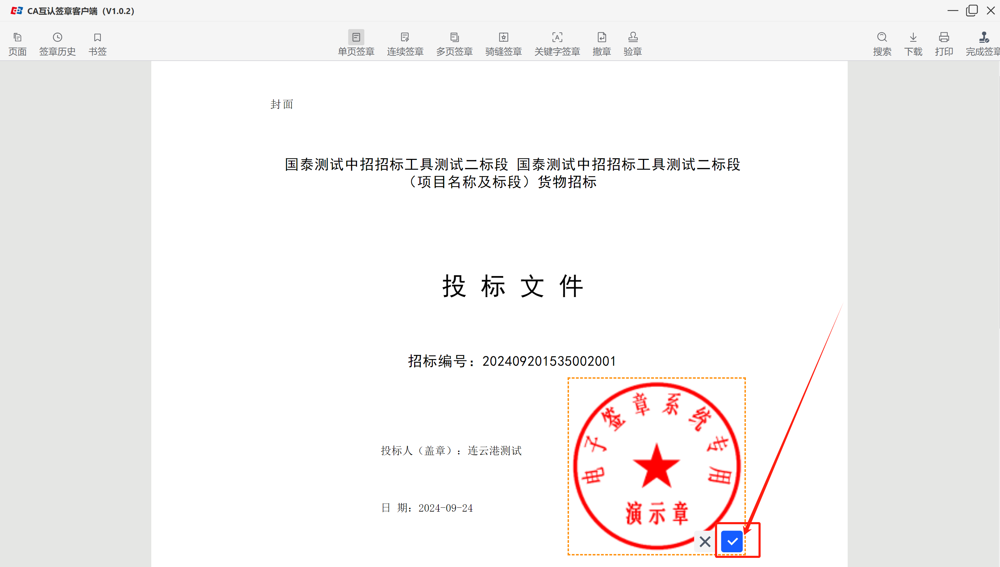 CA互认签章客户端（V1.0.2）
页面 签章历史 书签 单页签章 连续签章 多页签章 骑缝签章 关键字签章 撤章 验章 搜索 下载 打印 完成签章
封面
国泰测试中招招标工具测试二标段 国泰测试中招招标工具测试二标段
（项目名称及标段）货物招标
投 标 文 件
招标编号：202409201535002001
电子签章系统专用
演示章
投标人（盖章）：连云港测试
日 期：2024-09-24